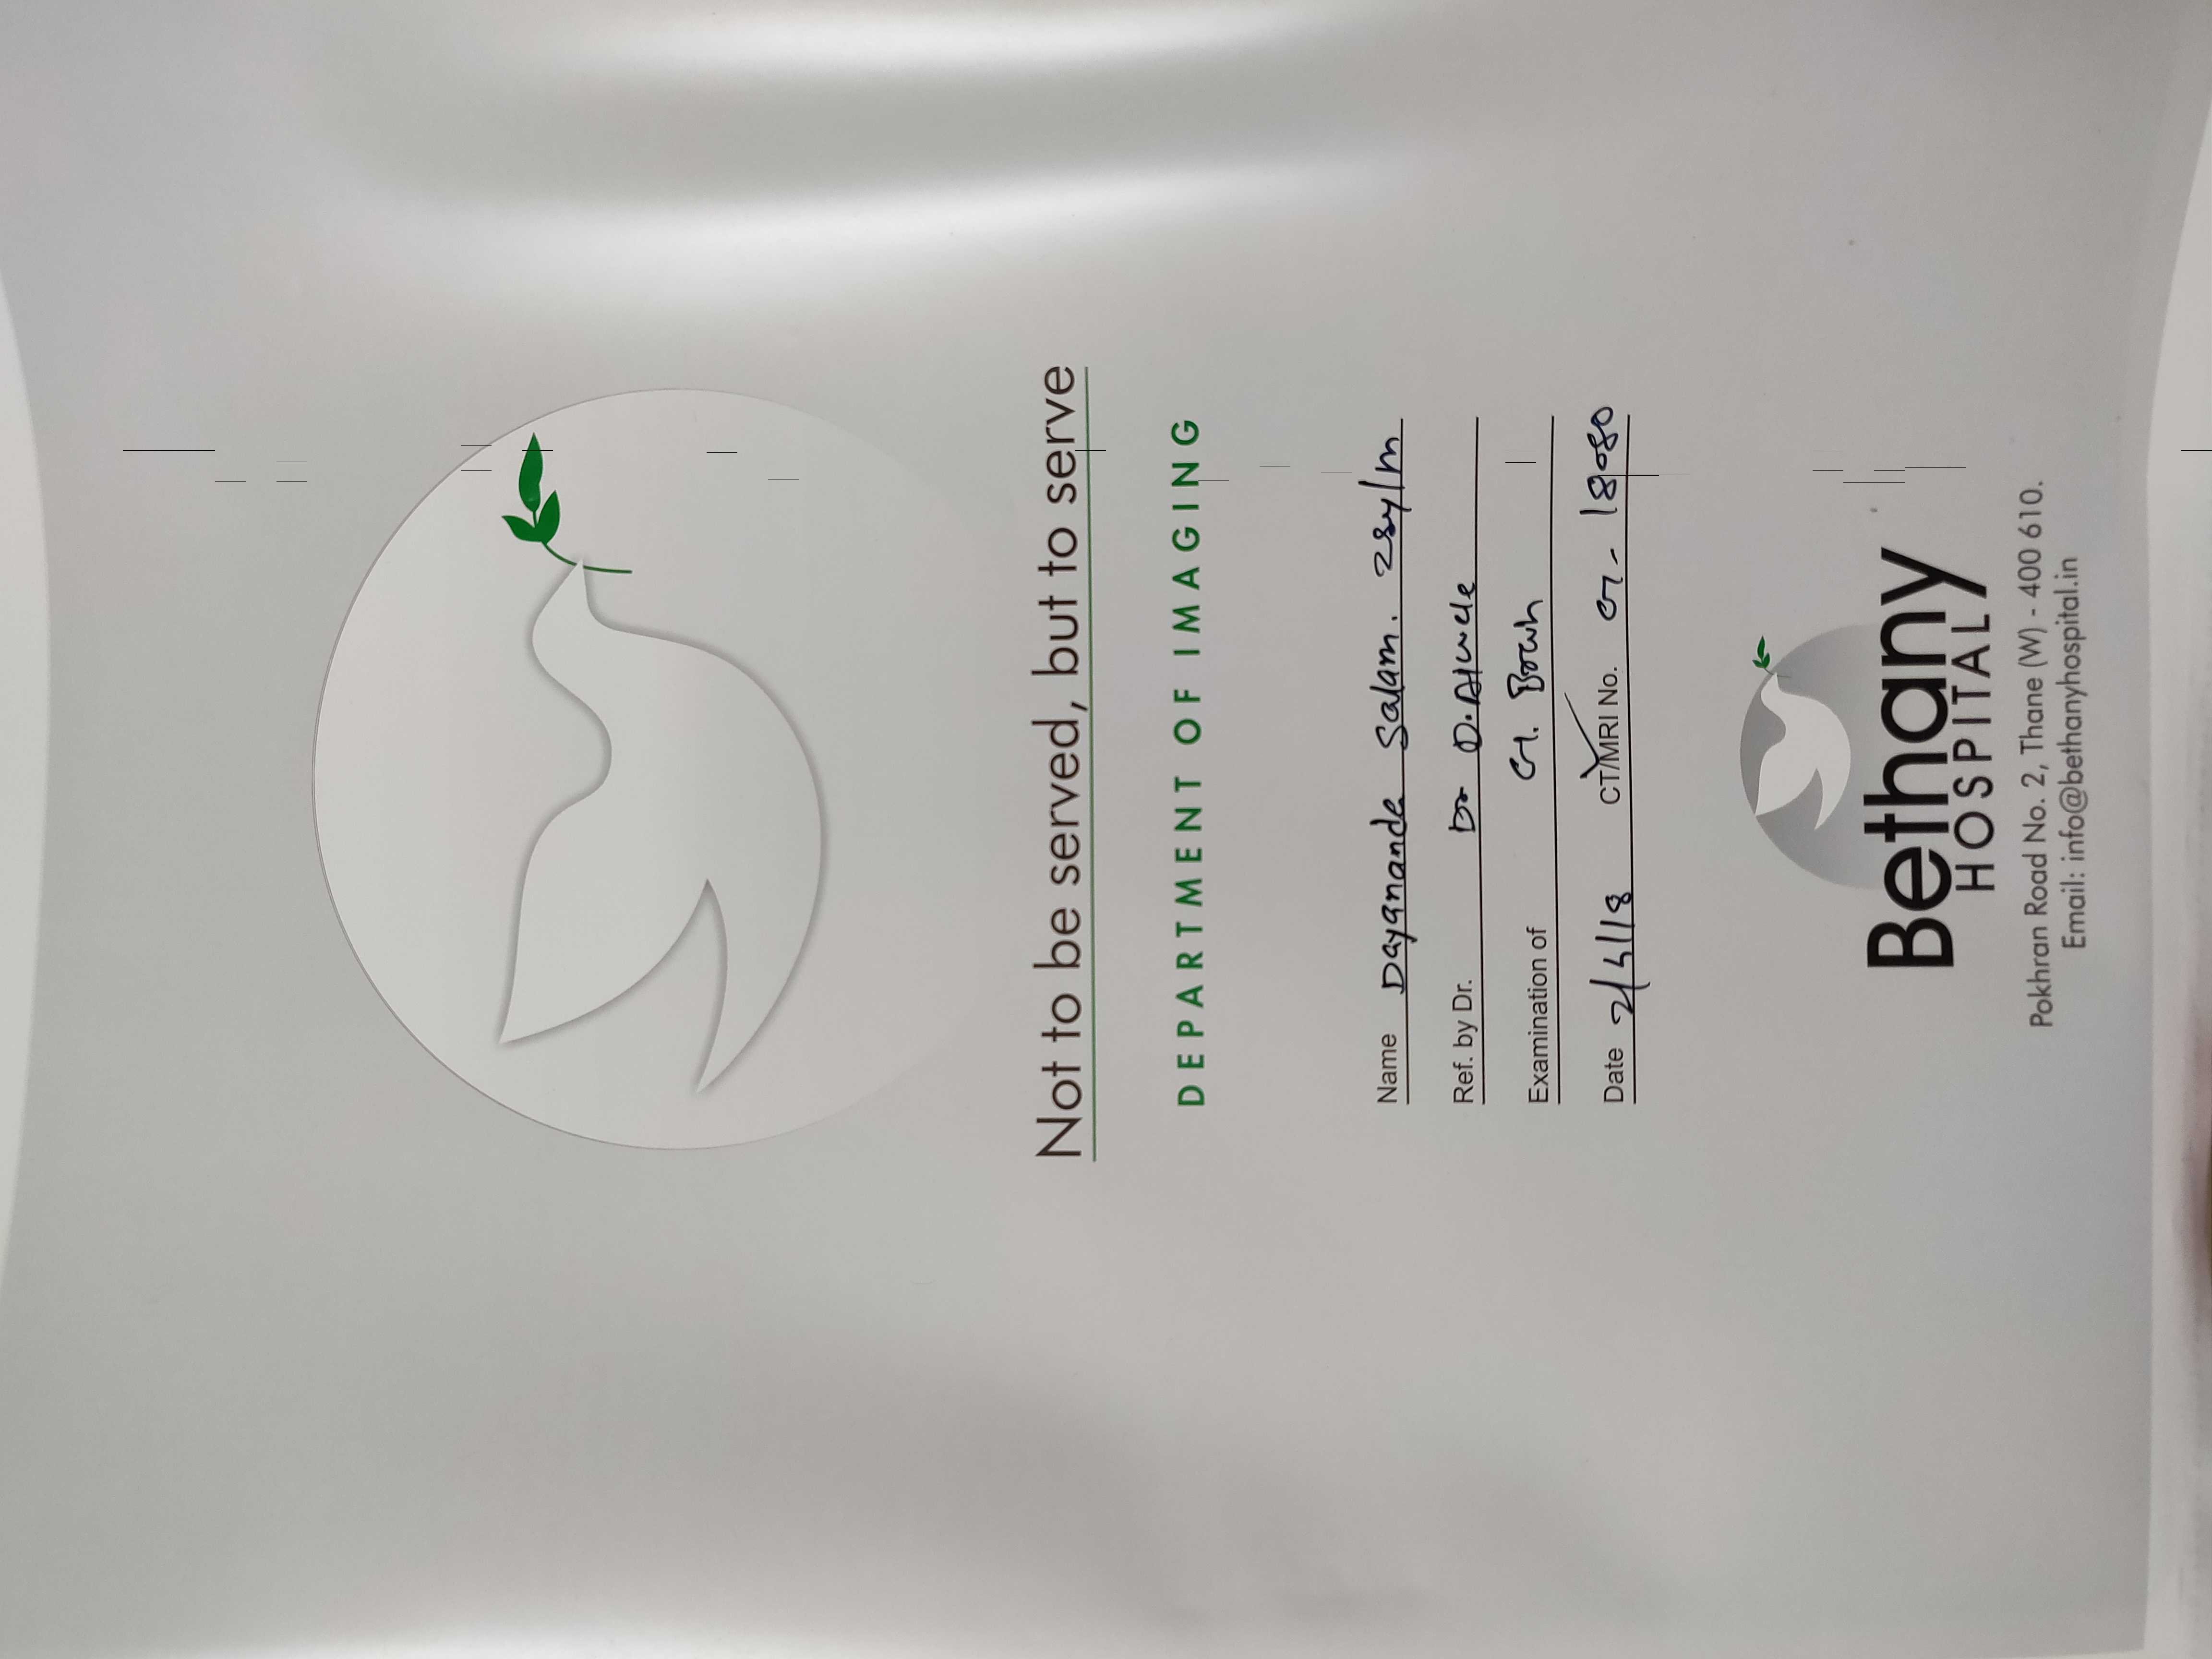 Not to be served, but to serve
DEPARTMENT OF IMAGING
Name Dayananda Salam. 28y/m
Ref. by Dr. Dr D.
Examination of CT. Brain
Date 2/4/18 CT/MRI No. CT - 18080
Bethany
HOSPITAL
Pokhran Road No. 2, Thane (W) - 400 610.
Email: info@bethanyhospital.in